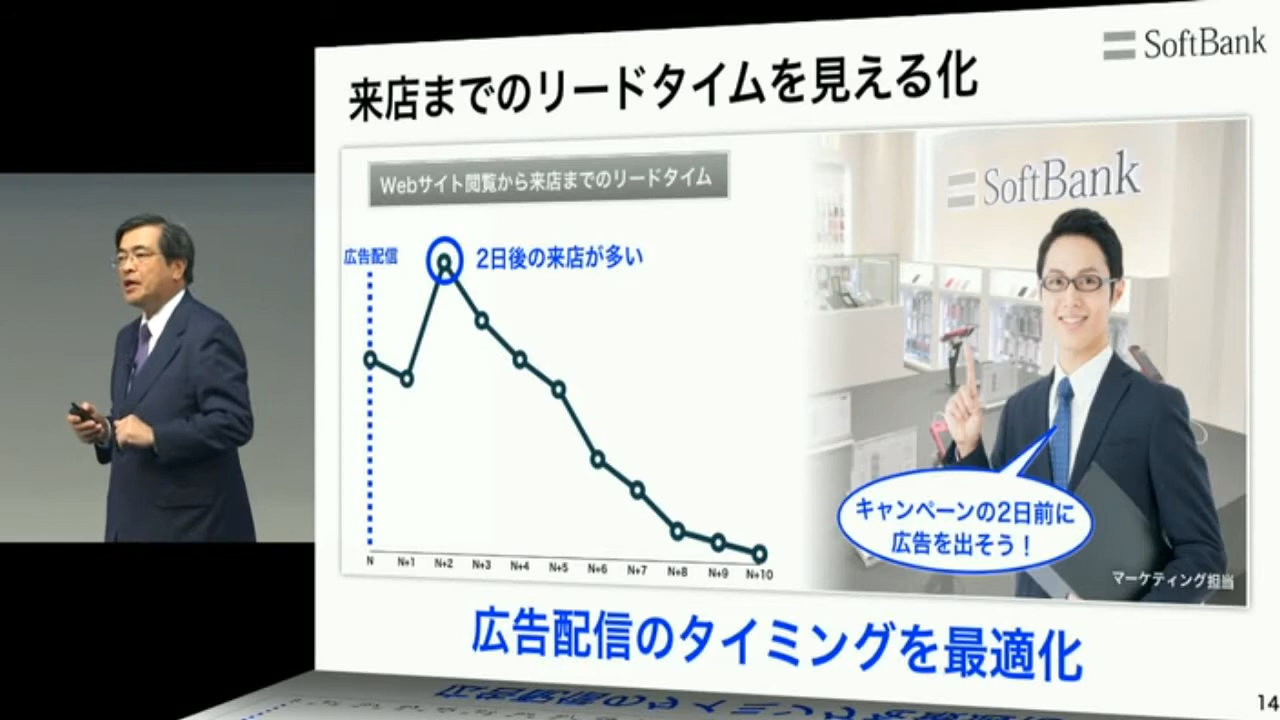 SoftBank
来店までのリードタイムを見える化
Webサイト閲覧から来店までのリードタイム
SoftBank
広告配信
2日後の来店が多い
キャンペーンの2日前に
広告を出そう！
N N+1 N+2 N+3 N+4 N+5 N+6 N+7 N+8 N+9 N+10
マーケティング担当
広告配信のタイミングを最適化
14